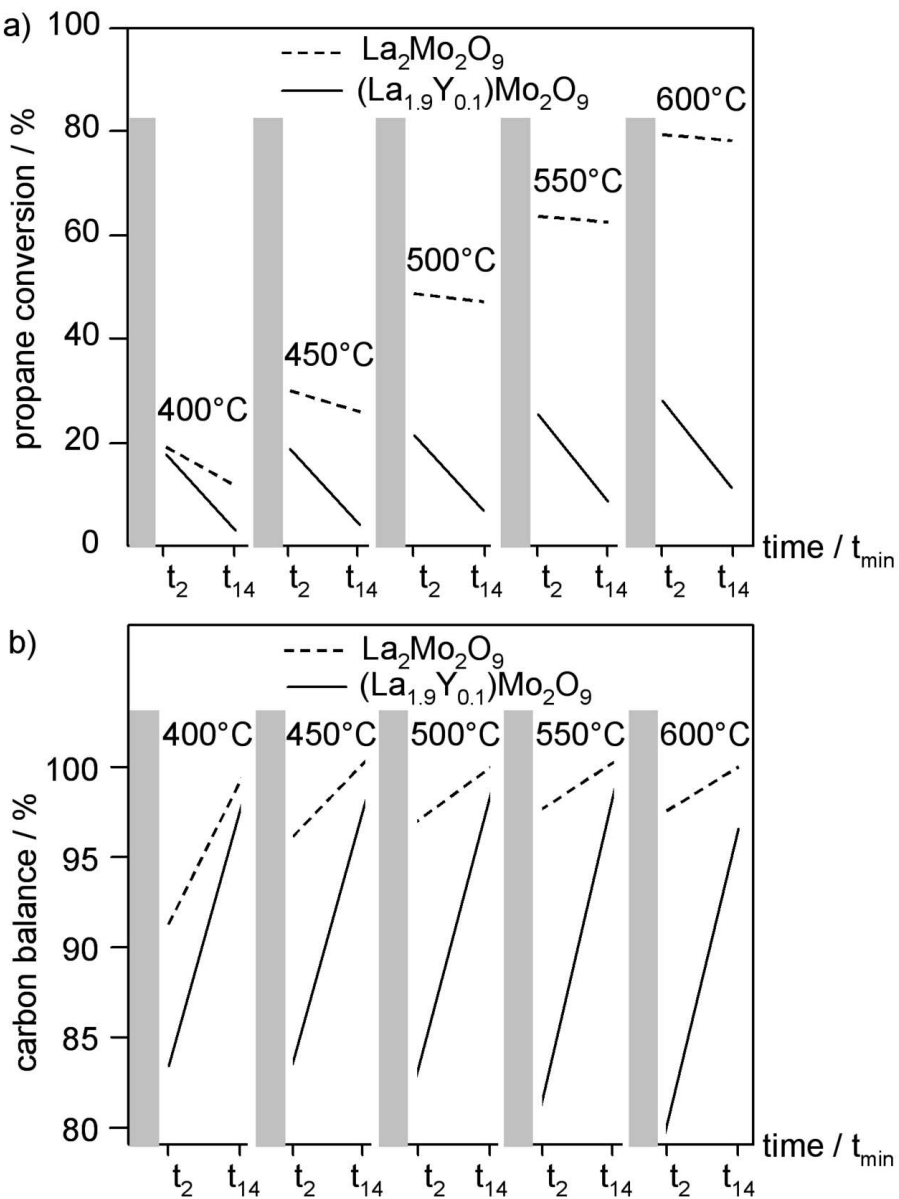 a)
100
80
60
40
20
0
propane conversion / %
La₂Mo₂O₉
(La₁.₉Y₀.₁)Mo₂O₉
400°C
450°C
500°C
550°C
600°C
t₂ t₁₄ t₂ t₁₄ t₂ t₁₄ t₂ t₁₄ t₂ t₁₄
time / tₘᵢₙ
b)
La₂Mo₂O₉
(La₁.₉Y₀.₁)Mo₂O₉
400°C 450°C 500°C 550°C 600°C
100
95
90
85
80
carbon balance / %
t₂ t₁₄ t₂ t₁₄ t₂ t₁₄ t₂ t₁₄ t₂ t₁₄
time / tₘᵢₙ